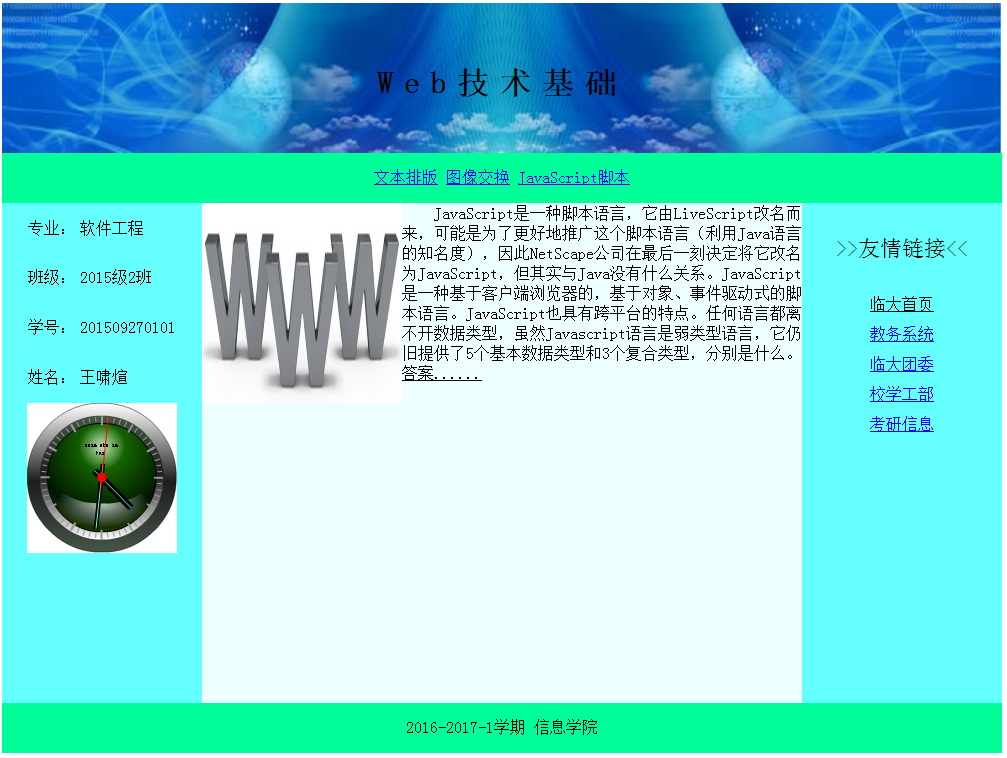 Web技术基础
文本排版 图像交换 JavaScript脚本
专业： 软件工程
班级： 2015级2班
学号： 201509270101
姓名： 王啸煊
WWW
JavaScript是一种脚本语言，它由LiveScript改名而
来，可能是为了更好地推广这个脚本语言（利用Java语言
的知名度），因此NetScape公司在最后一刻决定将它改名
为JavaScript，但其实与Java没有什么关系。JavaScript
是一种基于客户端浏览器的，基于对象、事件驱动式的脚
本语言。JavaScript也具有跨平台的特点。任何语言都离
不开数据类型，虽然Javascript语言是弱类型语言，它仍
旧提供了5个基本数据类型和3个复合类型，分别是什么。
答案......
>>友情链接<<
临大首页
教务系统
临大团委
校学工部
考研信息
2016-2017-1学期 信息学院